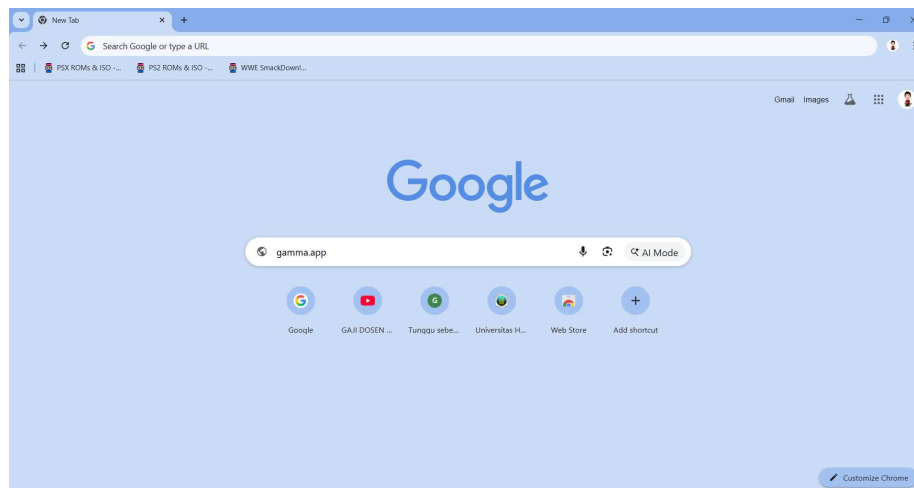 New Tab
Search Google or type a URL
PSX ROMs & ISO -... PS2 ROMs & ISO -... WWE SmackDown!...
Gmail Images
Google
gamma.app AI Mode
Google GAJI DOSEN ... Tunggu sebe... Universitas H... Web Store Add shortcut
Customize Chrome